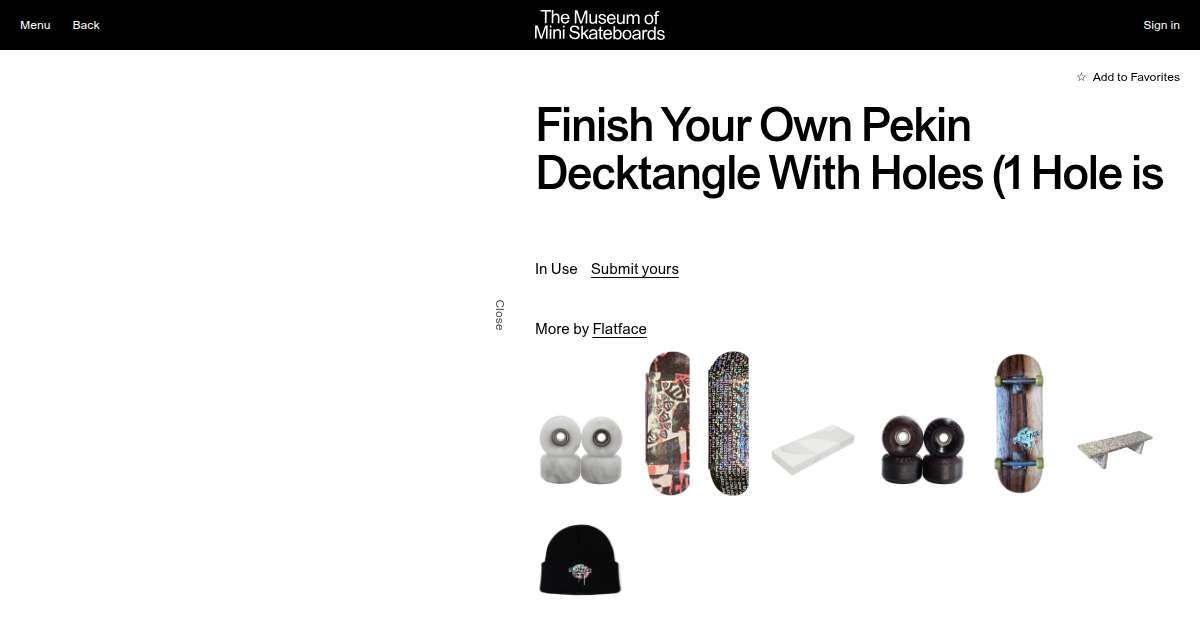 Menu
Back
The Museum of
Mini Skateboards
Sign in
☆ Add to Favorites
Finish Your Own Pekin
Decktangle With Holes (1 Hole is
In Use
Submit yours
Close
More by Flatface